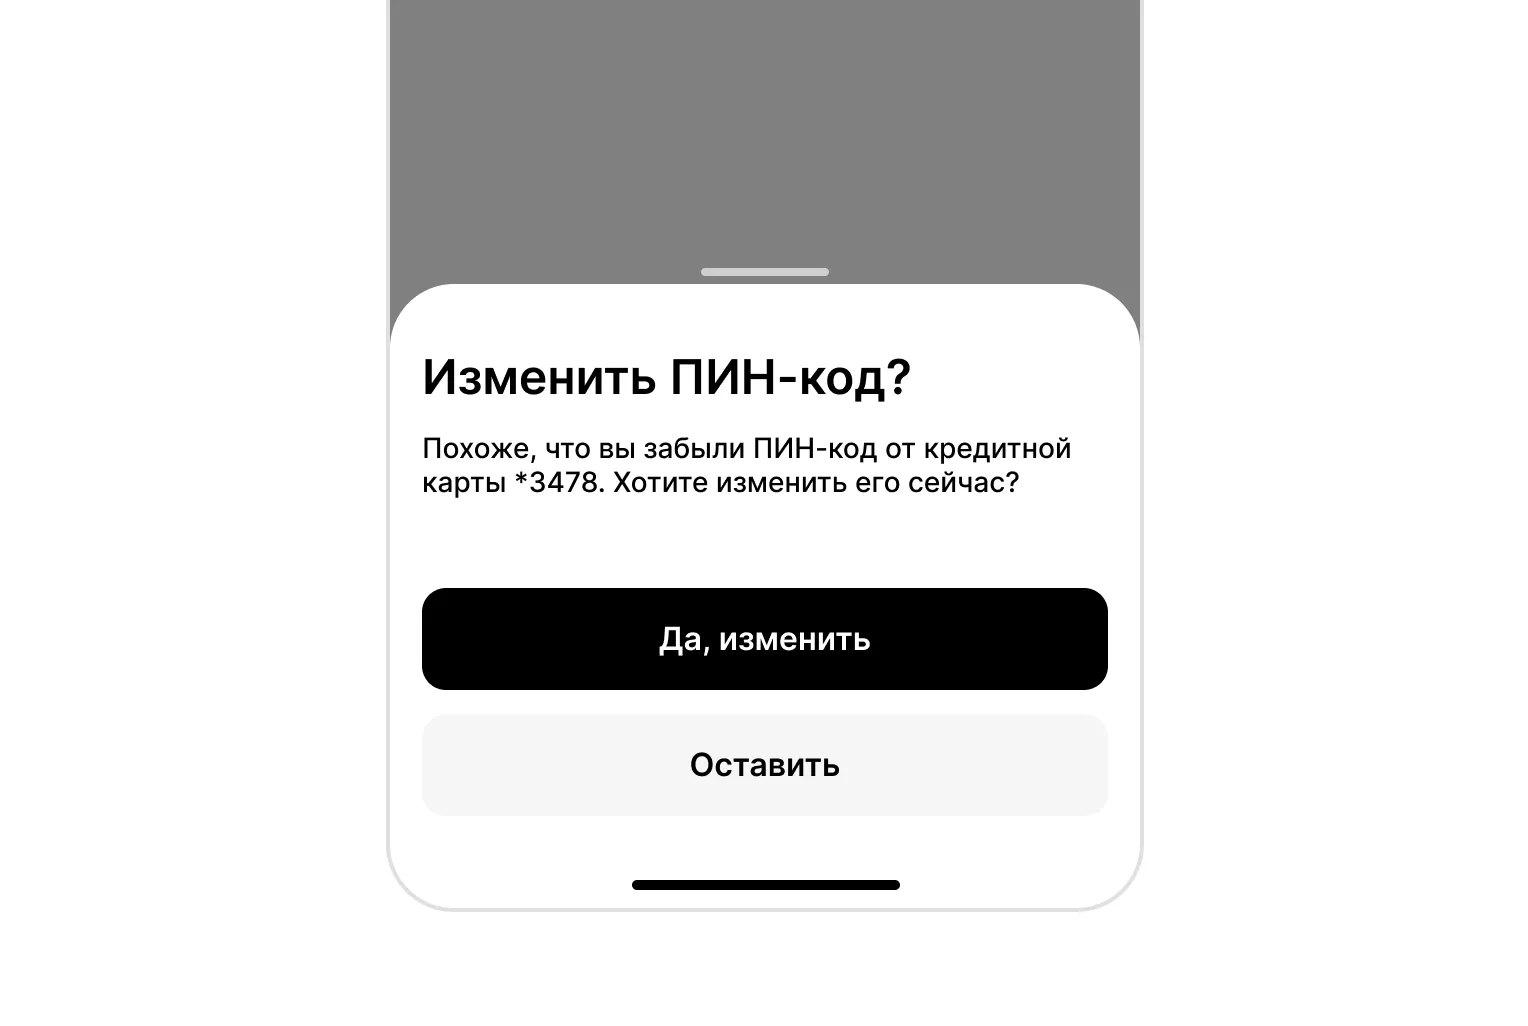 Изменить ПИН-код?
Похоже, что вы забыли ПИН-код от кредитной
карты *3478. Хотите изменить его сейчас?
Да, изменить
Оставить